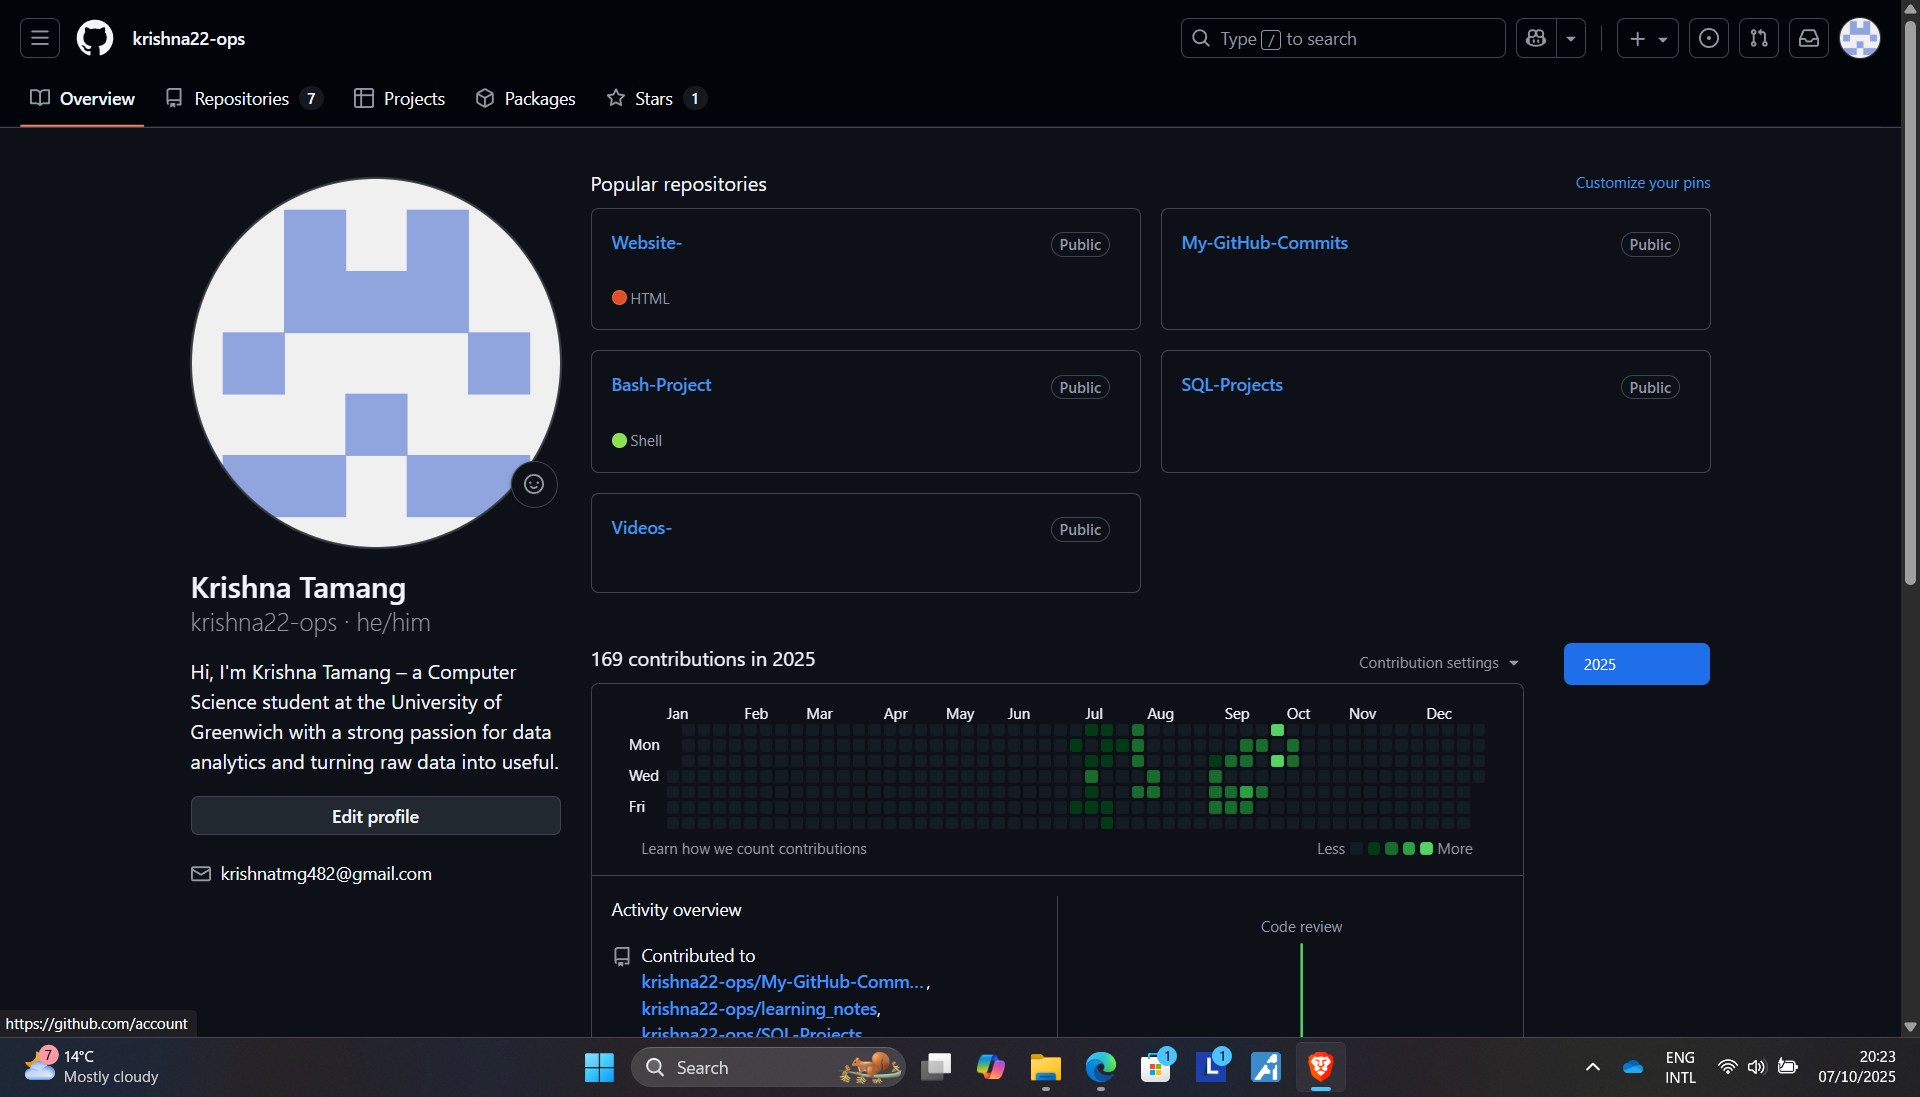 krishna22-ops
Type / to search
Overview
Repositories 7
Projects
Packages
Stars 1
Popular repositories
Customize your pins
Website-
Public
HTML
My-GitHub-Commits
Public
Bash-Project
Public
Shell
SQL-Projects
Public
Videos-
Public
Krishna Tamang
krishna22-ops · he/him
Hi, I'm Krishna Tamang – a Computer
Science student at the University of
Greenwich with a strong passion for data
analytics and turning raw data into useful.
Edit profile
krishnatmg482@gmail.com
169 contributions in 2025
Contribution settings
2025
Jan Feb Mar Apr May Jun Jul Aug Sep Oct Nov Dec
Mon
Wed
Fri
Learn how we count contributions
Less
More
Activity overview
Contributed to
krishna22-ops/My-GitHub-Comm...,
krishna22-ops/learning_notes,
krishna22-ops/SQL-Projects
Code review
https://github.com/account
7
14°C
Mostly cloudy
Search
1
L
1
ENG
INTL
20:23
07/10/2025